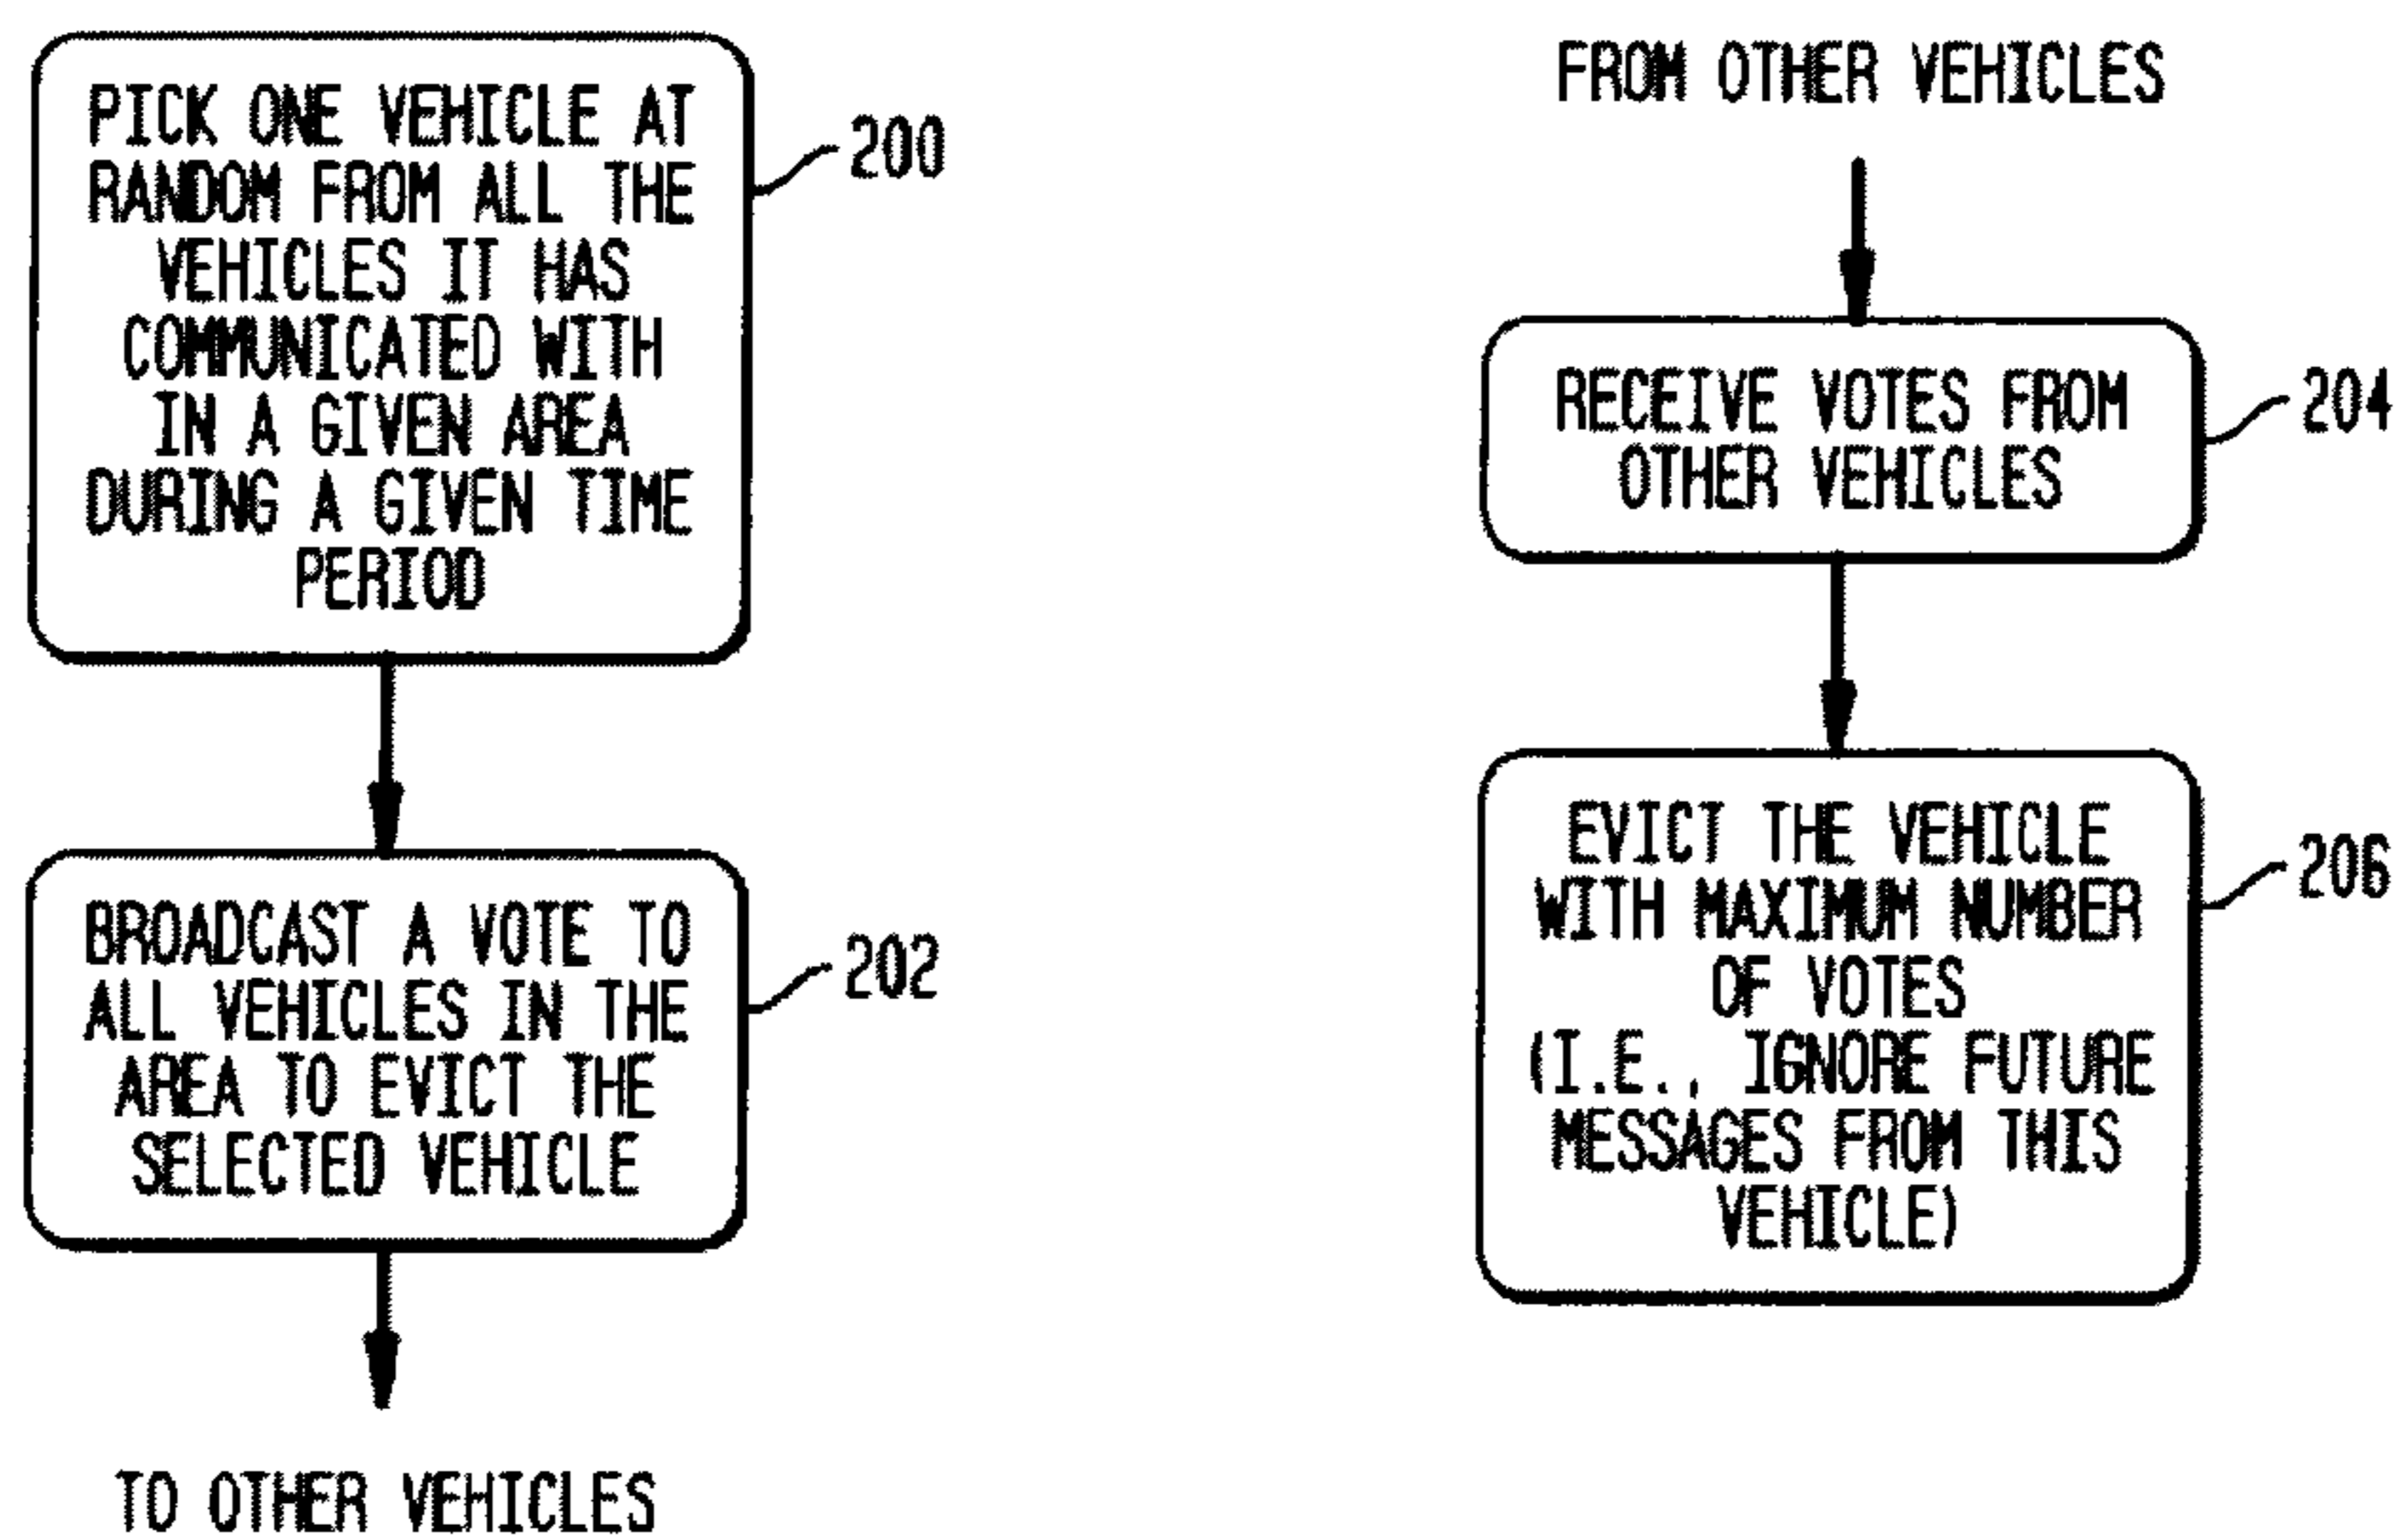 PICK ONE VEHICLE AT
RANDOM FROM ALL THE
VEHICLES IT HAS
COMMUNICATED WITH
IN A GIVEN AREA
DURING A GIVEN TIME
PERIOD
200
BROADCAST A VOTE TO
ALL VEHICLES IN THE
AREA TO EVICT THE
SELECTED VEHICLE
202
TO OTHER VEHICLES
FROM OTHER VEHICLES
RECEIVE VOTES FROM
OTHER VEHICLES
204
EVICT THE VEHICLE
WITH MAXIMUM NUMBER
OF VOTES
(I.E., IGNORE FUTURE
MESSAGES FROM THIS
VEHICLE)
206